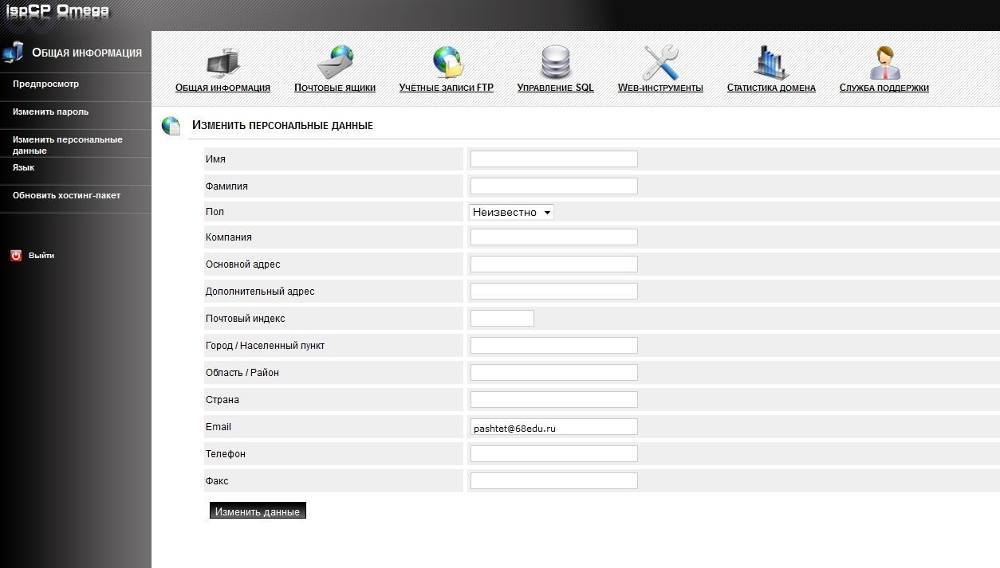 ispCP Omega
Общая информация
Предпросмотр
Изменить пароль
Изменить персональные
данные
Язык
Обновить хостинг-пакет
Выйти
Общая информация Почтовые ящики Учётные записи FTP Управление SQL Web-инструменты Статистика домена Служба поддержки
Изменить персональные данные
Имя
Фамилия
Пол Неизвестно
Компания
Основной адрес
Дополнительный адрес
Почтовый индекс
Город / Населенный пункт
Область / Район
Страна
Email pashtet@68edu.ru
Телефон
Факс
Изменить данные